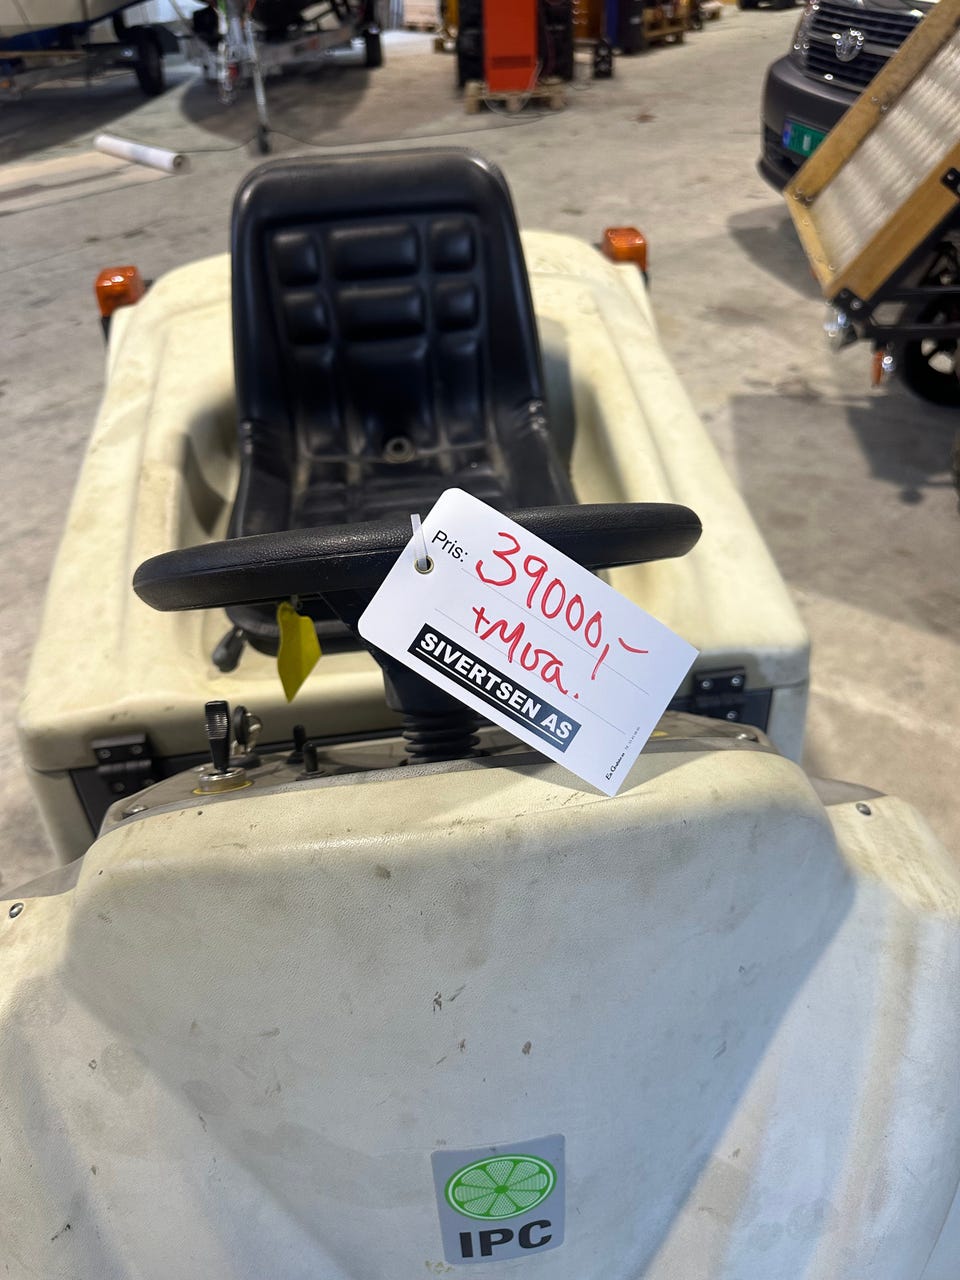 Pris: 39000,-
+Mva.
SIVERTSEN AS
IPC